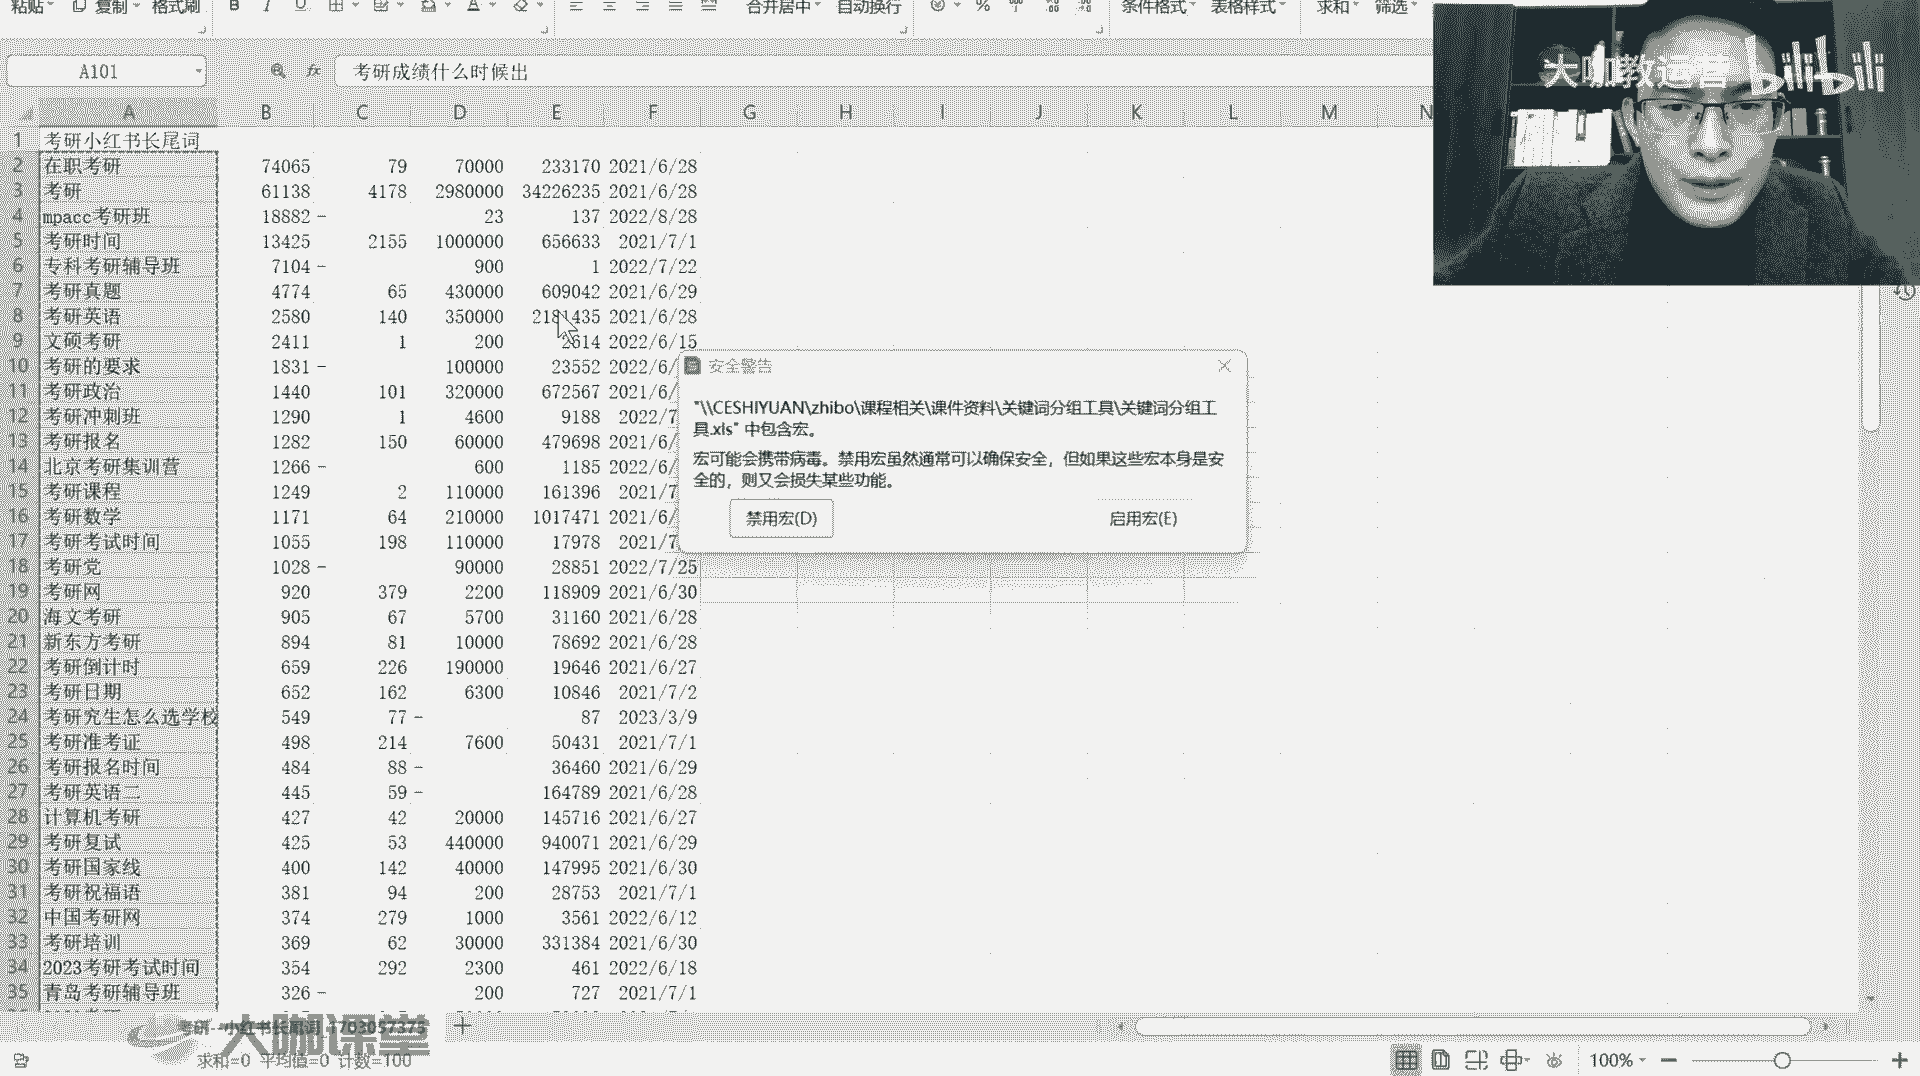 粘贴 复制 格式刷 B I U A 合并居中 自动换行 % 条件格式 表格样式 求和 筛选
A101 fx 考研成绩什么时候出
大咖教运营 bilibili
A B C D E F G H I J K L M N
1 考研小红书长尾词
2 在职考研 74065 79 70000 233170 2021/6/28
3 考研 61138 4178 2980000 34226235 2021/6/28
4 mpacc考研班 18882 - 23 137 2022/8/28
5 考研时间 13425 2155 1000000 656633 2021/7/1
6 专科考研辅导班 7104 - 900 1 2022/7/22
7 考研真题 4774 65 430000 609042 2021/6/29
8 考研英语 2580 140 350000 2181435 2021/6/28
9 文硕考研 2411 1 200 2614 2022/6/15
10 考研的要求 1831 - 100000 23552 2022/6/
11 考研政治 1440 101 320000 672567 2021/6/
12 考研冲刺班 1290 1 4600 9188 2022/7
13 考研报名 1282 150 60000 479698 2021/6/
14 北京考研集训营 1266 - 600 1185 2022/6/
15 考研课程 1249 2 110000 161396 2021/7
16 考研数学 1171 64 210000 1017471 2021/6/
17 考研考试时间 1055 198 110000 17978 2021/7
18 考研党 1028 - 90000 28851 2022/7/25
19 考研网 920 379 2200 118909 2021/6/30
20 海文考研 905 67 5700 31160 2021/6/28
21 新东方考研 894 81 10000 78692 2021/6/28
22 考研倒计时 659 226 190000 19646 2021/6/27
23 考研日期 652 162 6300 10846 2021/7/2
24 考研究生怎么选学校 549 77 - 87 2023/3/9
25 考研准考证 498 214 7600 50431 2021/7/1
26 考研报名时间 484 88 - 36460 2021/6/29
27 考研英语二 445 59 - 164789 2021/6/28
28 计算机考研 427 42 20000 145716 2021/6/27
29 考研复试 425 53 440000 940071 2021/6/29
30 考研国家线 400 142 40000 147995 2021/6/30
31 考研祝福语 381 94 200 28753 2021/7/1
32 中国考研网 374 279 1000 3561 2022/6/12
33 考研培训 369 62 30000 331384 2021/6/30
34 2023考研考试时间 354 292 2300 461 2022/6/18
35 青岛考研辅导班 326 - 200 727 2021/7/1
安全警告
"\\CESHIYUAN\zhibo\课程相关\课件资料\关键词分组工具\关键词分组工
具.xls" 中包含宏。
宏可能会携带病毒。禁用宏虽然通常可以确保安全，但如果这些宏本身是安
全的，则又会损失某些功能。
禁用宏(D) 启用宏(E)
考研--小红书长尾词_1703057375
大咖课堂
求和=0 平均值=0 计数=100
100%